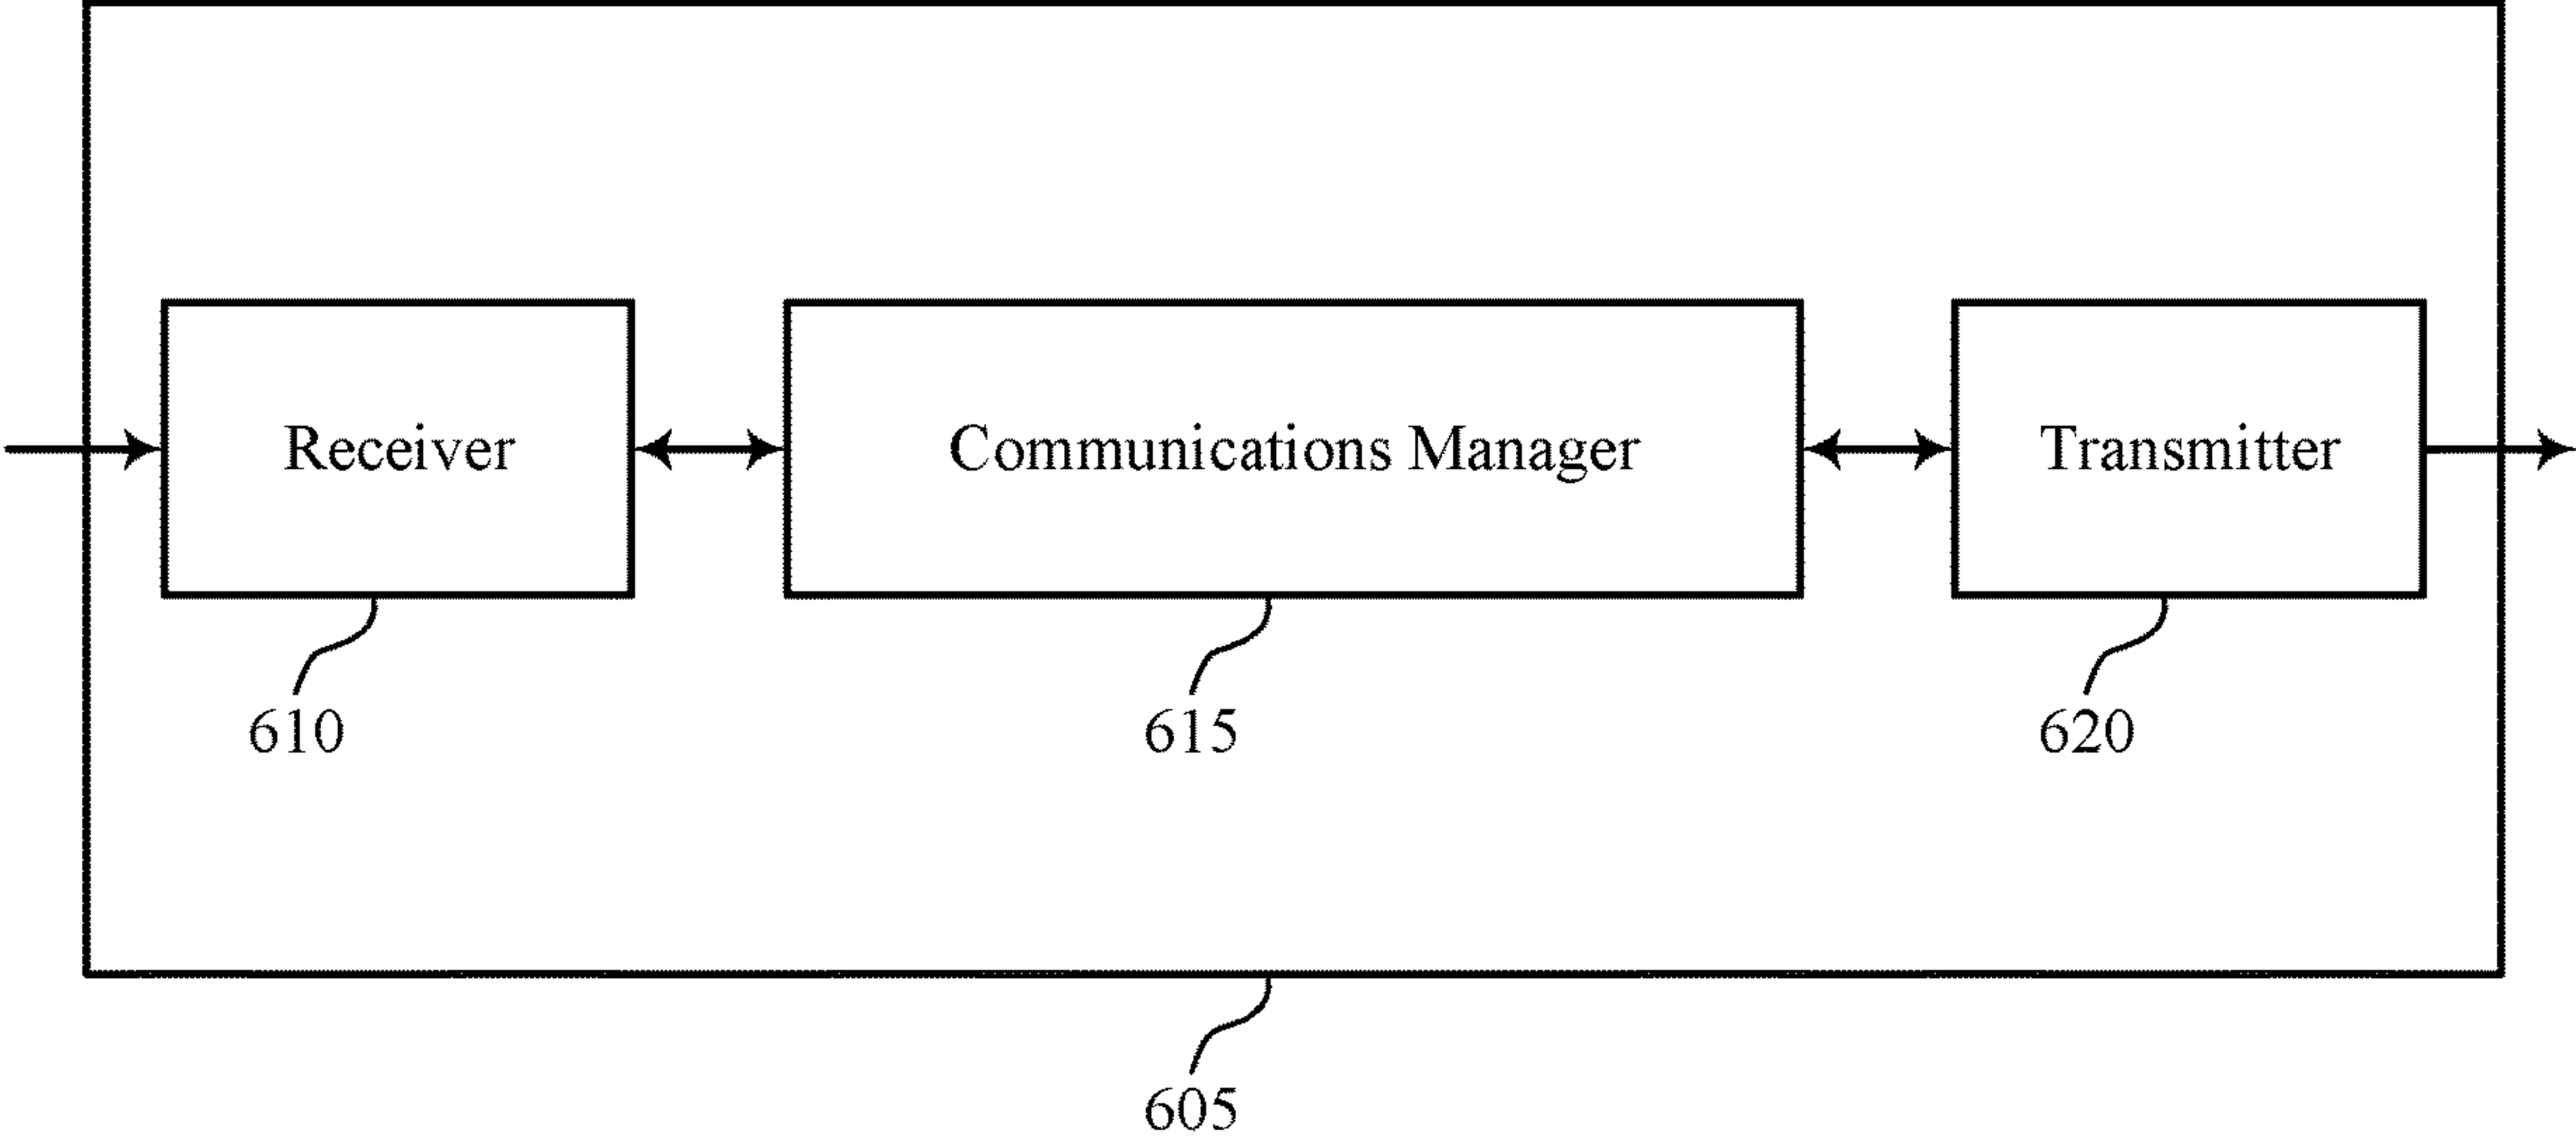 Receiver
Communications Manager
Transmitter
610
615
620
605